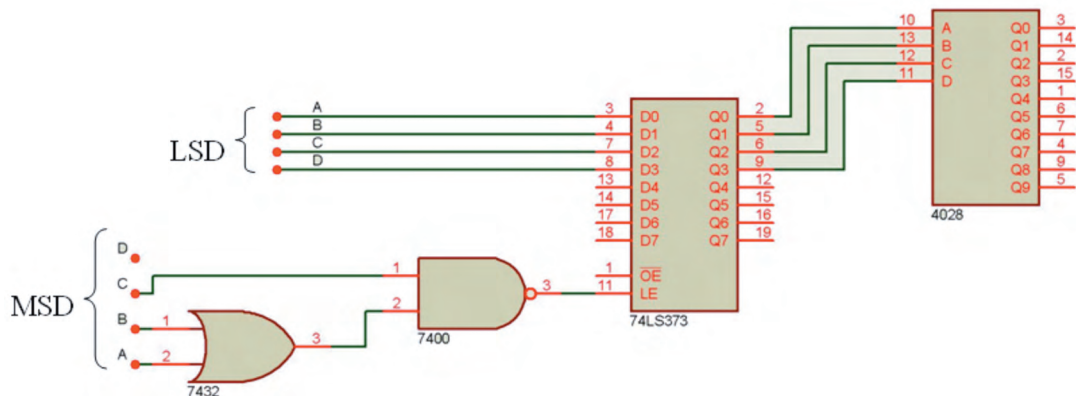 LSD
A
B
C
D
MSD
D
C
B
A
1
2
3
7432
1
2
3
7400
3 D0 Q0 2
4 D1 Q1 5
7 D2 Q2 6
8 D3 Q3 9
13 D4 Q4 12
14 D5 Q5 15
17 D6 Q6 16
18 D7 Q7 19
1 OE
11 LE
74LS373
10 A Q0 3
13 B Q1 14
12 C Q2 2
11 D Q3 15
Q4 1
Q5 6
Q6 7
Q7 4
Q8 9
Q9 5
4028